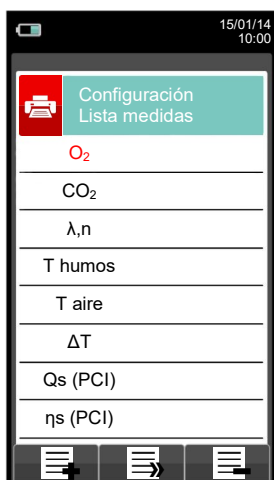 15/01/14
10:00
Configuración
Lista medidas
O₂
CO₂
λ,n
T humos
T aire
ΔT
Qs (PCI)
ηs (PCI)